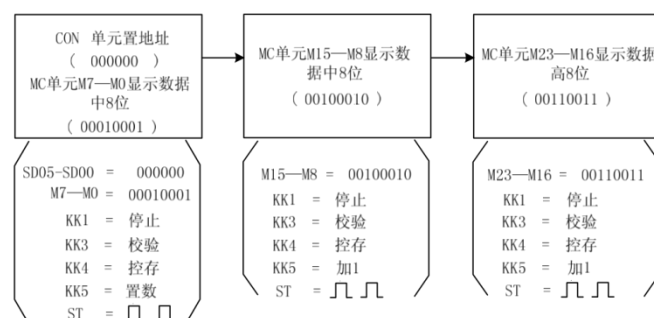 CON 单元置地址
( 000000 )
MC单元M7—M0显示数据
中8位
( 00010001 )
MC单元M15—M8显示数
据中8位
( 00100010 )
MC单元M23—M16显示数据
高8位
( 00110011 )
SD05-SD00 = 000000
M7—M0 = 00010001
KK1 = 停止
KK3 = 校验
KK4 = 控存
KK5 = 置数
ST =
M15—M8 = 00100010
KK1 = 停止
KK3 = 校验
KK4 = 控存
KK5 = 加1
ST =
M23—M16 = 00110011
KK1 = 停止
KK3 = 校验
KK4 = 控存
KK5 = 加1
ST =